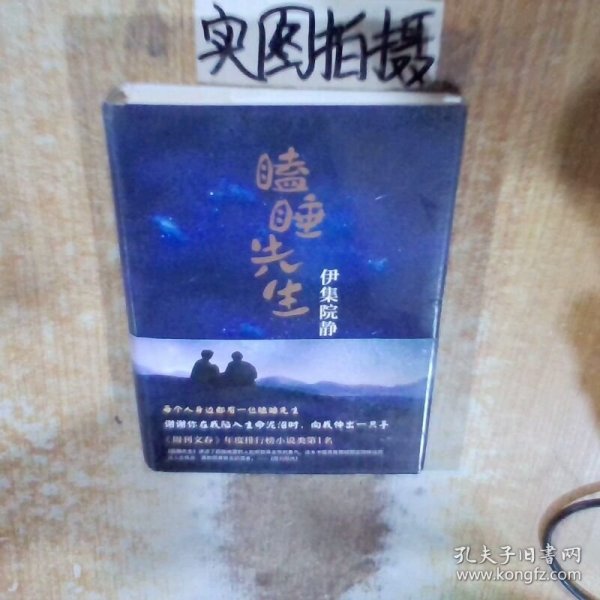 实图拍摄
瞌睡先生
伊集院静
每个人身边都有一位瞌睡先生
谢谢你在我陷入生命泥沼时，向我伸出一只手
《周刊文春》年度排行榜小说类第1名
孔夫子旧书网
www.kongfz.com